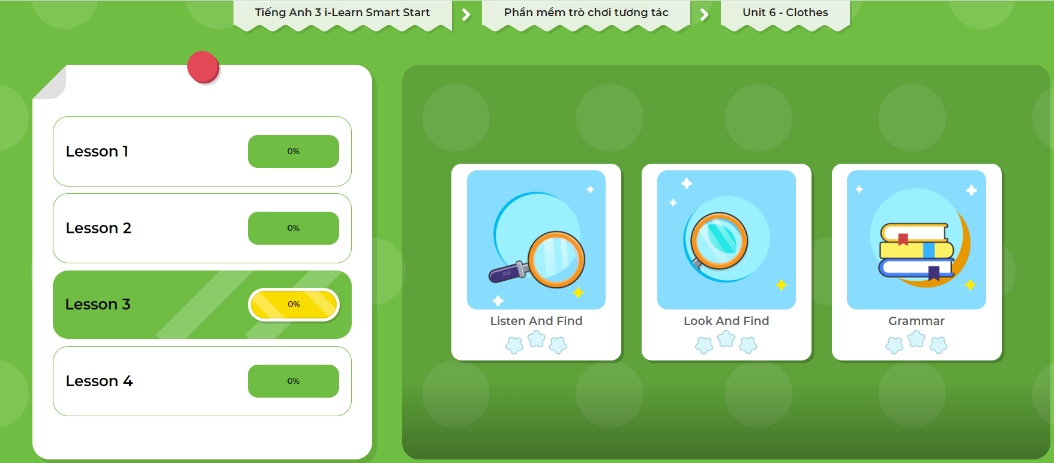 Tiếng Anh 3 i-Learn Smart Start
Phần mềm trò chơi tương tác
Unit 6 - Clothes
Lesson 1
0%
Lesson 2
0%
Lesson 3
0%
Lesson 4
0%
Listen And Find
Look And Find
Grammar